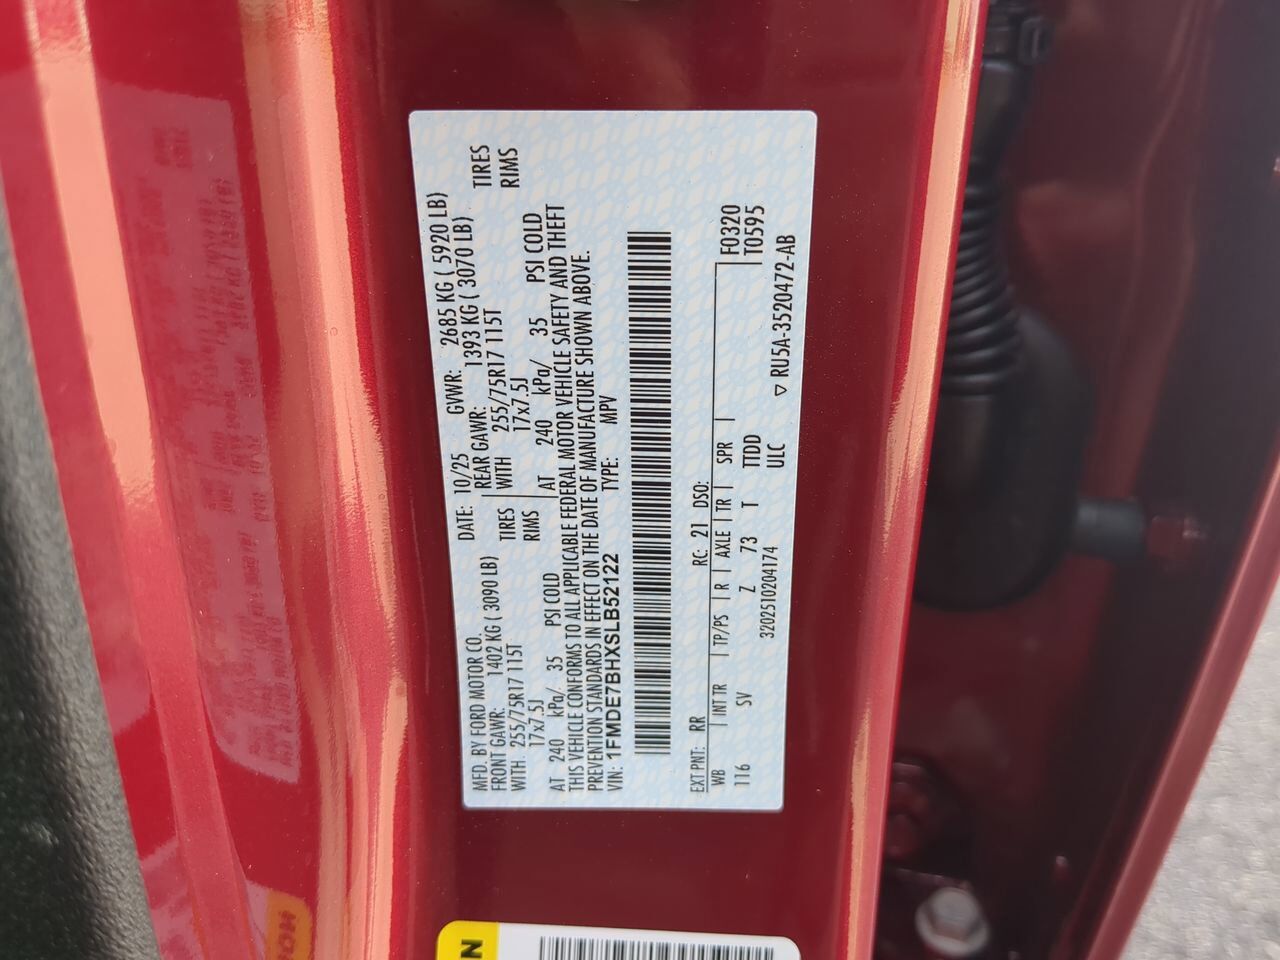 MFD. BY FORD MOTOR CO.
DATE: 10/25 GVWR: 2685 KG ( 5920 LB)
FRONT GAWR: 1402 KG ( 3090 LB) REAR GAWR: 1393 KG ( 3070 LB)
WITH: 255/75R17 115T TIRES WITH 255/75R17 115T TIRES
17x7.5J RIMS 17x7.5J RIMS
AT 240 kPa/ 35 PSI COLD AT 240 kPa/ 35 PSI COLD
THIS VEHICLE CONFORMS TO ALL APPLICABLE FEDERAL MOTOR VEHICLE SAFETY AND THEFT
PREVENTION STANDARDS IN EFFECT ON THE DATE OF MANUFACTURE SHOWN ABOVE.
VIN: 1FMDE7BHXSLB52122 TYPE: MPV
EXT PNT: RR RC: 21 DSO: F0320
WB INT TR TP/PS R AXLE TR SPR T0595
116 SV Z 73 T TTDD
3202510204174 ULC ▽ RU5A-3520472-AB